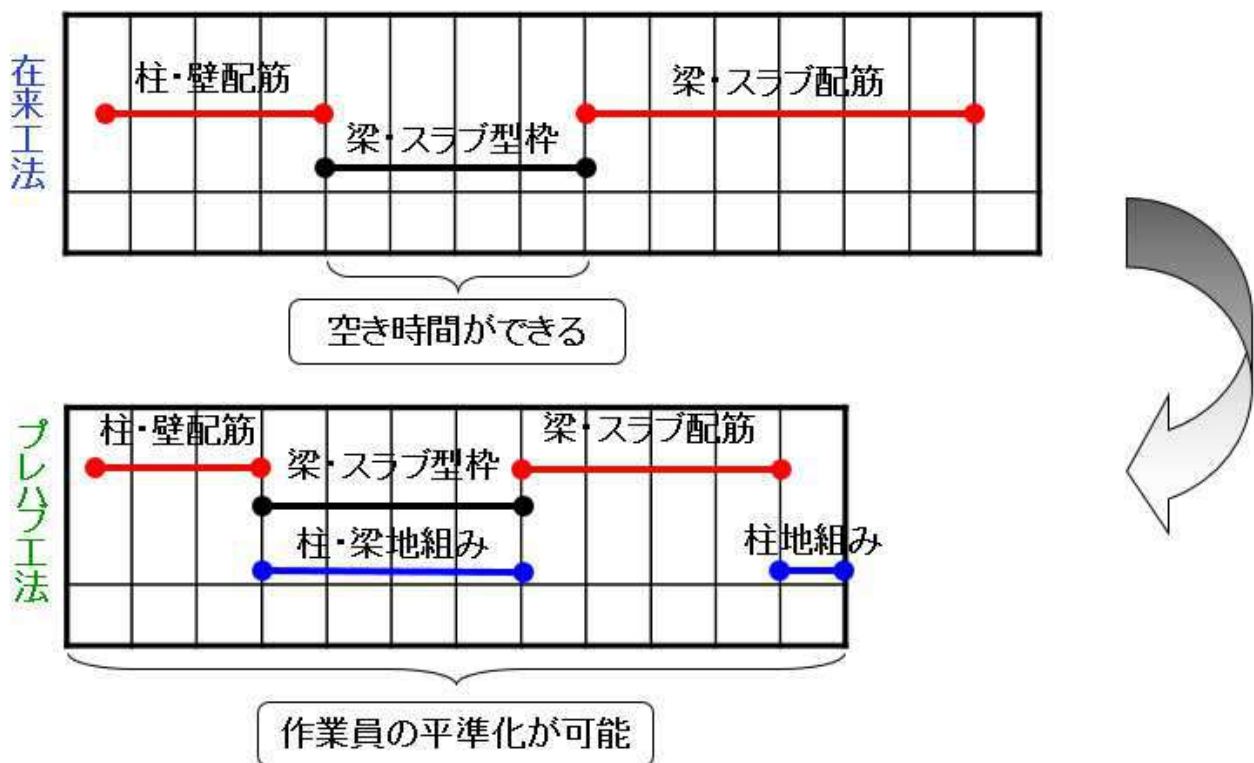 在来工法
柱・壁配筋
梁・スラブ型枠
梁・スラブ配筋
空き時間ができる
プレハブ工法
柱・壁配筋
梁・スラブ型枠
柱・梁地組み
梁・スラブ配筋
柱地組み
作業員の平準化が可能